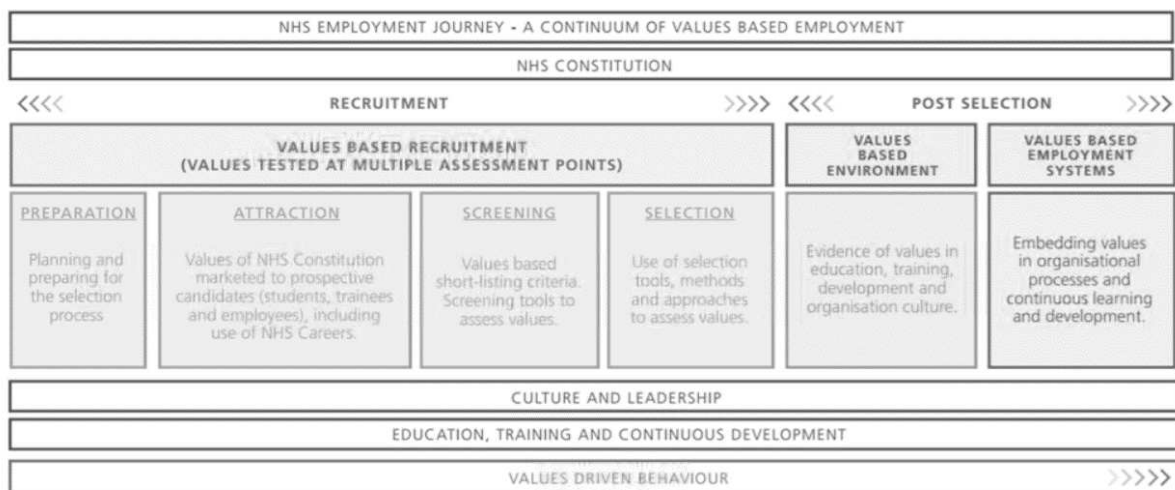 NHS EMPLOYMENT JOURNEY - A CONTINUUM OF VALUES BASED EMPLOYMENT
NHS CONSTITUTION
<<<< RECRUITMENT >>>> <<<< POST SELECTION >>>>
VALUES BASED RECRUITMENT
(VALUES TESTED AT MULTIPLE ASSESSMENT POINTS)
VALUES
BASED
ENVIRONMENT
VALUES BASED
EMPLOYMENT
SYSTEMS
PREPARATION
Planning and
preparing for
the selection
process
ATTRACTION
Values of NHS Constitution
marketed to prospective
candidates (students, trainees
and employees), including
use of NHS Careers.
SCREENING
Values based
short-listing criteria.
Screening tools to
assess values.
SELECTION
Use of selection
tools, methods
and approaches
to assess values.
Evidence of values in
education, training,
development and
organisation culture.
Embedding values
in organisational
processes and
continuous learning
and development.
CULTURE AND LEADERSHIP
EDUCATION, TRAINING AND CONTINUOUS DEVELOPMENT
VALUES DRIVEN BEHAVIOUR >>>>>